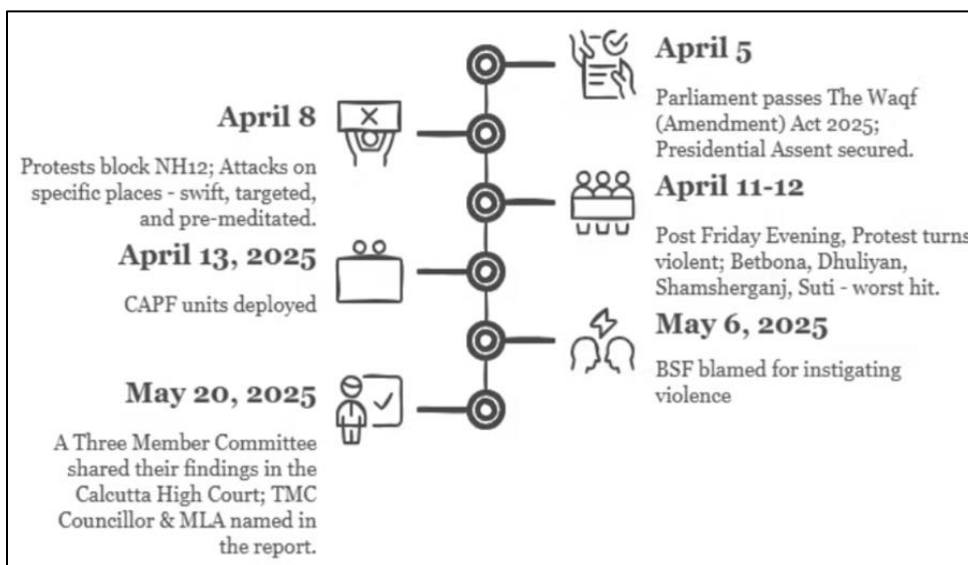 April 5
Parliament passes The Waqf
(Amendment) Act 2025;
Presidential Assent secured.
April 8
Protests block NH12; Attacks on
specific places - swift, targeted,
and pre-meditated.
April 11-12
Post Friday Evening, Protest turns
violent; Betbona, Dhuliyan,
Shamsherganj, Suti - worst hit.
April 13, 2025
CAPF units deployed
May 6, 2025
BSF blamed for instigating
violence
May 20, 2025
A Three Member Committee
shared their findings in the
Calcutta High Court; TMC
Councillor & MLA named in
the report.